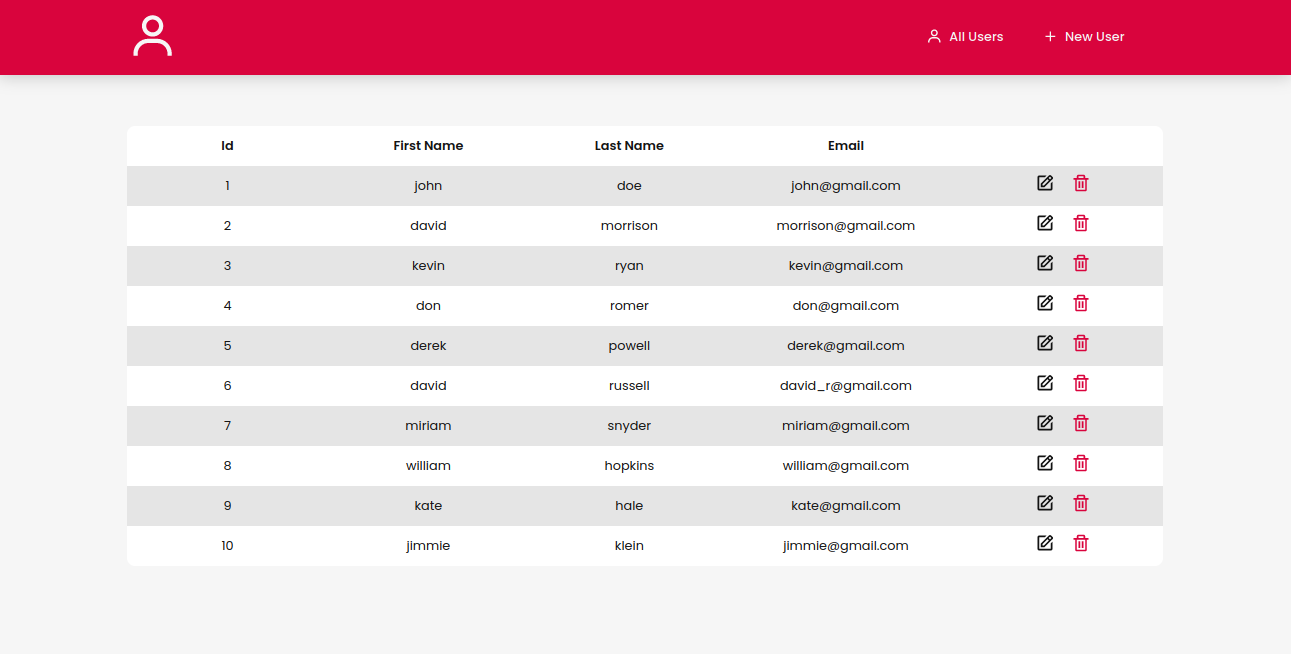 All Users New User
Id First Name Last Name Email
1 john doe john@gmail.com
2 david morrison morrison@gmail.com
3 kevin ryan kevin@gmail.com
4 don romer don@gmail.com
5 derek powell derek@gmail.com
6 david russell david_r@gmail.com
7 miriam snyder miriam@gmail.com
8 william hopkins william@gmail.com
9 kate hale kate@gmail.com
10 jimmie klein jimmie@gmail.com